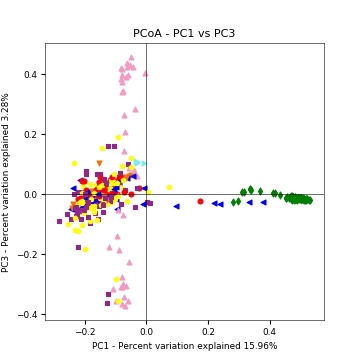 PCoA - PC1 vs PC3
PC3 - Percent variation explained 3.28%
0.4
0.2
0.0
−0.2
−0.4
−0.2 0.0 0.2 0.4
PC1 - Percent variation explained 15.96%